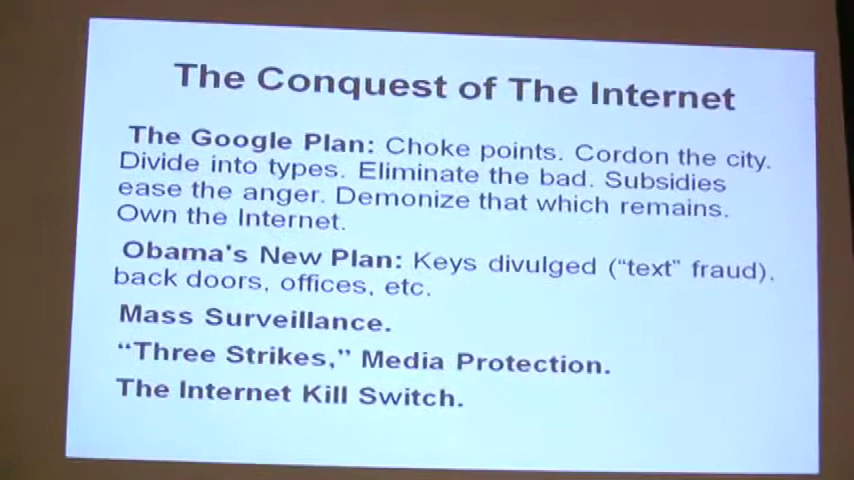 The Conquest of The Internet
The Google Plan: Choke points. Cordon the city.
Divide into types. Eliminate the bad. Subsidies
ease the anger. Demonize that which remains.
Own the Internet.
Obama's New Plan: Keys divulged (“text” fraud).
back doors, offices, etc.
Mass Surveillance.
“Three Strikes,” Media Protection.
The Internet Kill Switch.